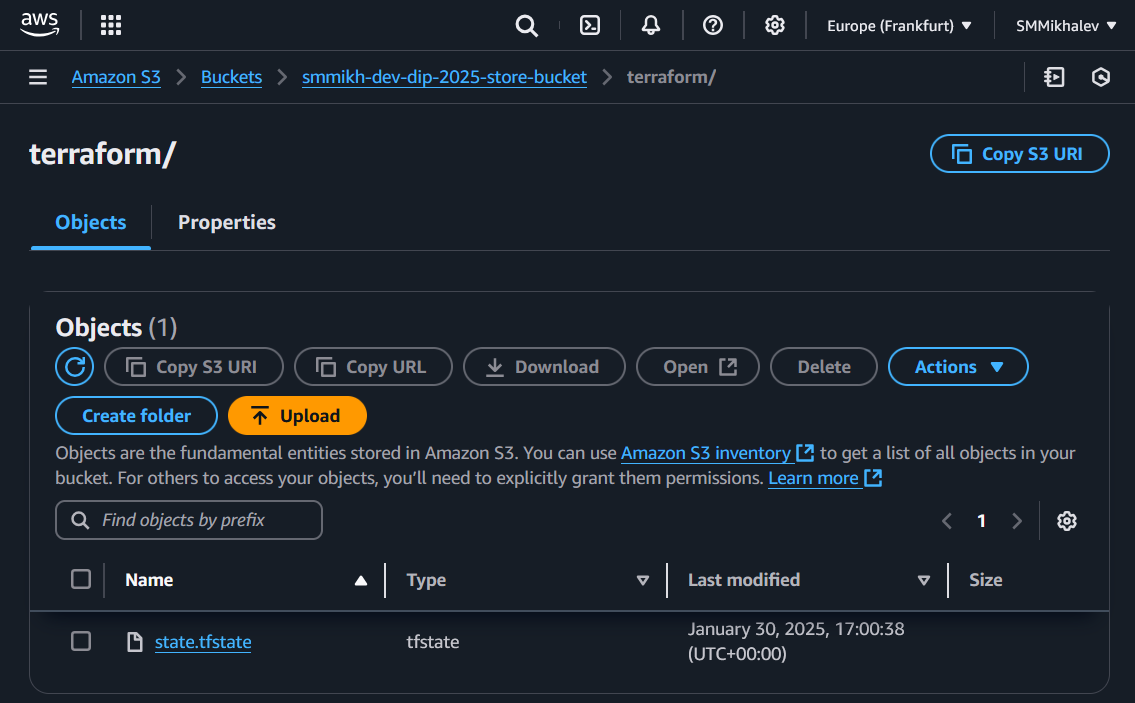 aws
Europe (Frankfurt)
SMMikhalev
Amazon S3
Buckets
smmikh-dev-dip-2025-store-bucket
terraform/
terraform/
Copy S3 URI
Objects
Properties
Objects (1)
Copy S3 URI
Copy URL
Download
Open
Delete
Actions
Create folder
Upload
Objects are the fundamental entities stored in Amazon S3. You can use Amazon S3 inventory to get a list of all objects in your
bucket. For others to access your objects, you’ll need to explicitly grant them permissions. Learn more
Find objects by prefix
1
Name
Type
Last modified
Size
state.tfstate
tfstate
January 30, 2025, 17:00:38
(UTC+00:00)